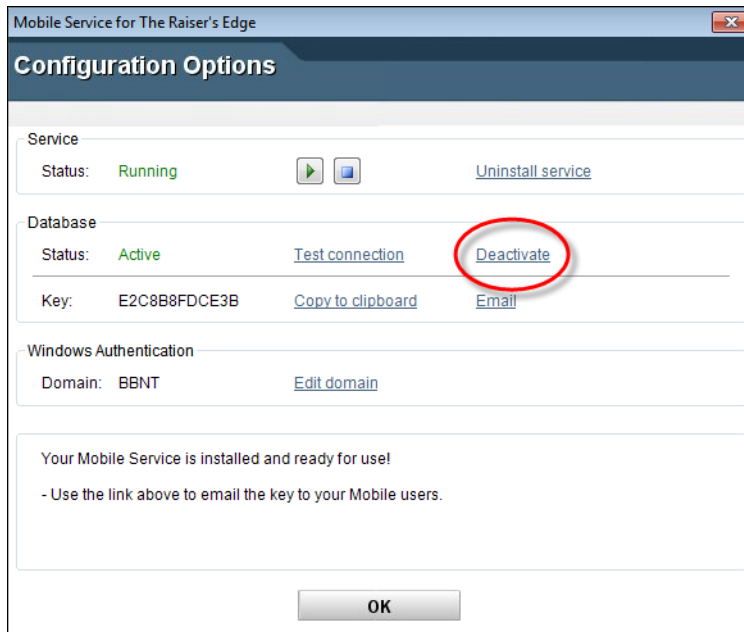 Mobile Service for The Raiser's Edge
Configuration Options
Service
Status: Running Uninstall service
Database
Status: Active Test connection Deactivate
Key: E2C8B8FDCE3B Copy to clipboard Email
Windows Authentication
Domain: BBNT Edit domain
Your Mobile Service is installed and ready for use!
- Use the link above to email the key to your Mobile users.
OK